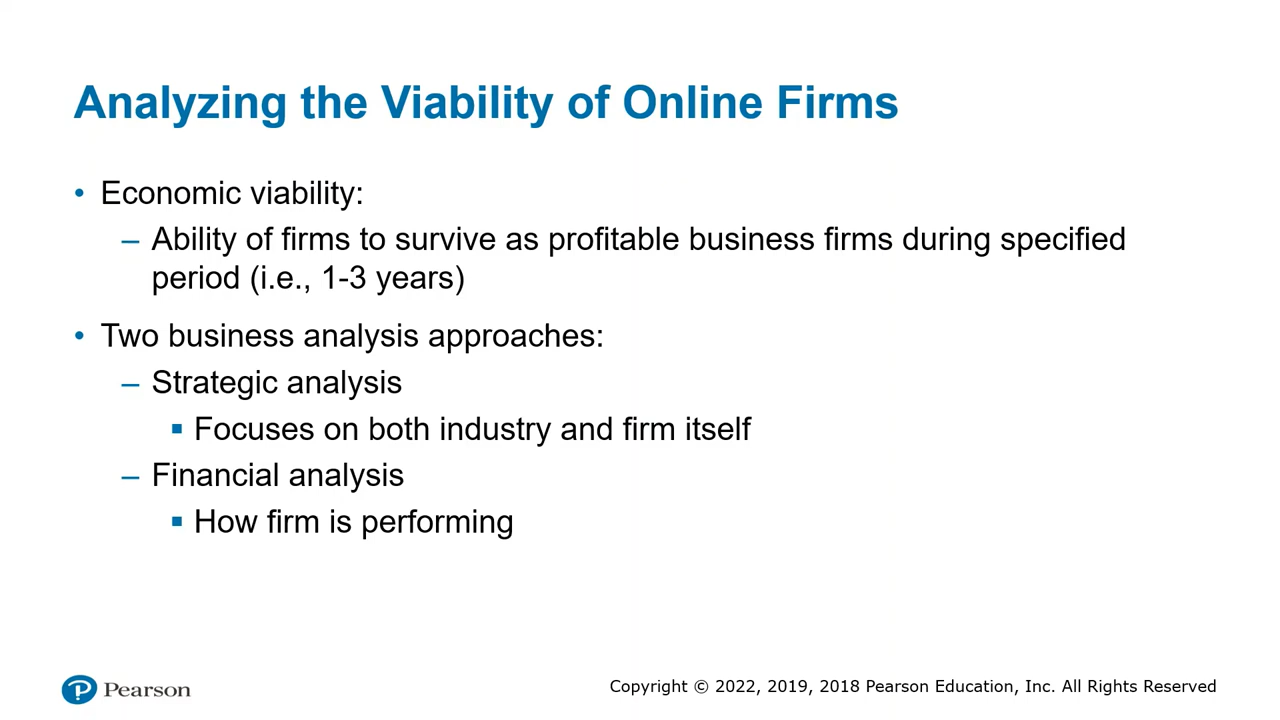 Analyzing the Viability of Online Firms
• Economic viability:
– Ability of firms to survive as profitable business firms during specified
period (i.e., 1-3 years)
• Two business analysis approaches:
– Strategic analysis
▪ Focuses on both industry and firm itself
– Financial analysis
▪ How firm is performing
Pearson
Copyright © 2022, 2019, 2018 Pearson Education, Inc. All Rights Reserved